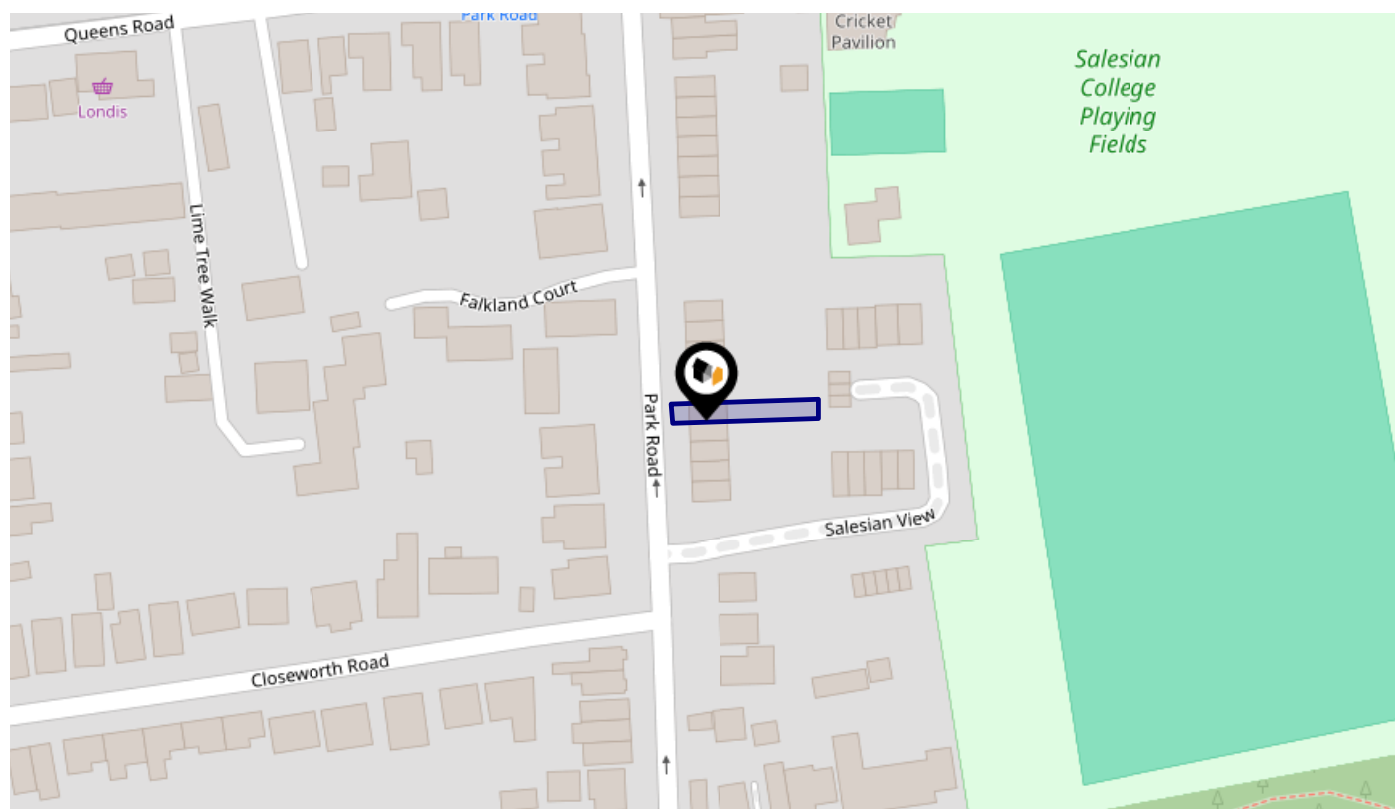 Park Road
Queens Road
Cricket
Pavilion
Salesian
College
Playing
Fields
Londis
Lime Tree Walk
Falkland Court
Park Road
Salesian View
Closeworth Road